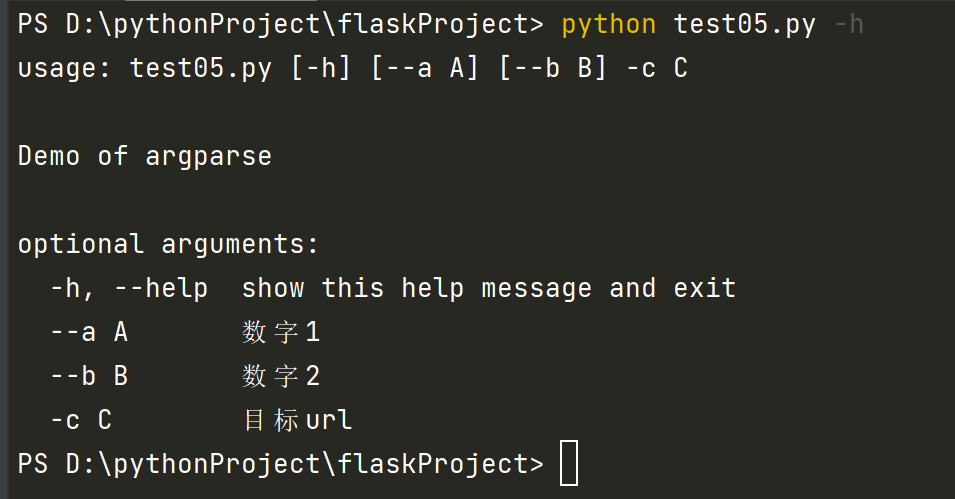 PS D:\pythonProject\flaskProject> python test05.py -h
usage: test05.py [-h] [--a A] [--b B] -c C
Demo of argparse
optional arguments:
  -h, --help  show this help message and exit
  --a A       数字1
  --b B       数字2
  -c C        目标url
PS D:\pythonProject\flaskProject>